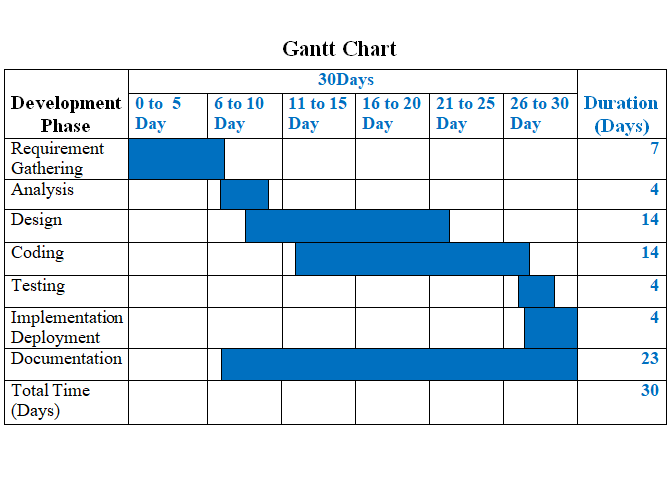 Gantt Chart
30Days
Development Phase
0 to  5 Day
6 to 10 Day
11 to 15 Day
16 to 20 Day
21 to 25 Day
26 to 30 Day
Duration (Days)
Requirement Gathering
7
Analysis
4
Design
14
Coding
14
Testing
4
Implementation Deployment
4
Documentation
23
Total Time (Days)
30